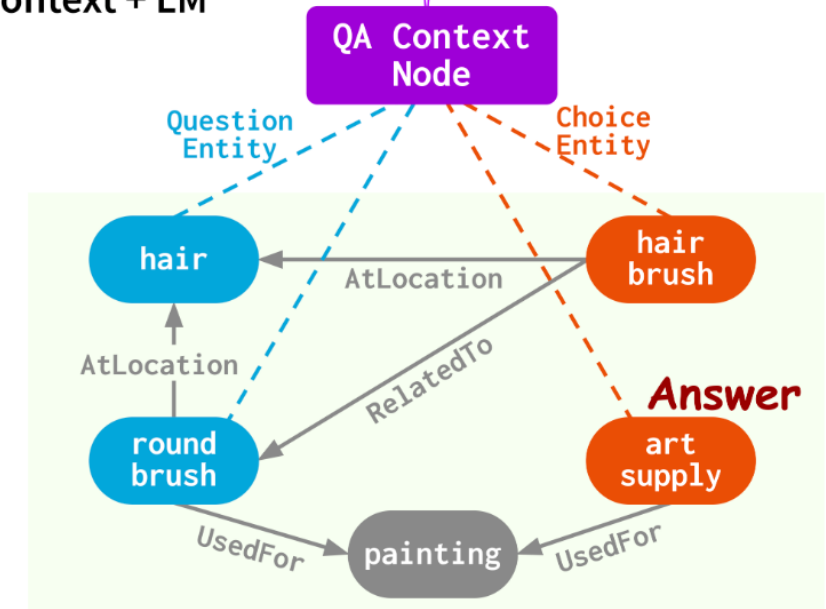 QA Context
Node
Question
Entity
Choice
Entity
hair
hair
brush
AtLocation
AtLocation
RelatedTo
Answer
round
brush
art
supply
UsedFor
painting
UsedFor